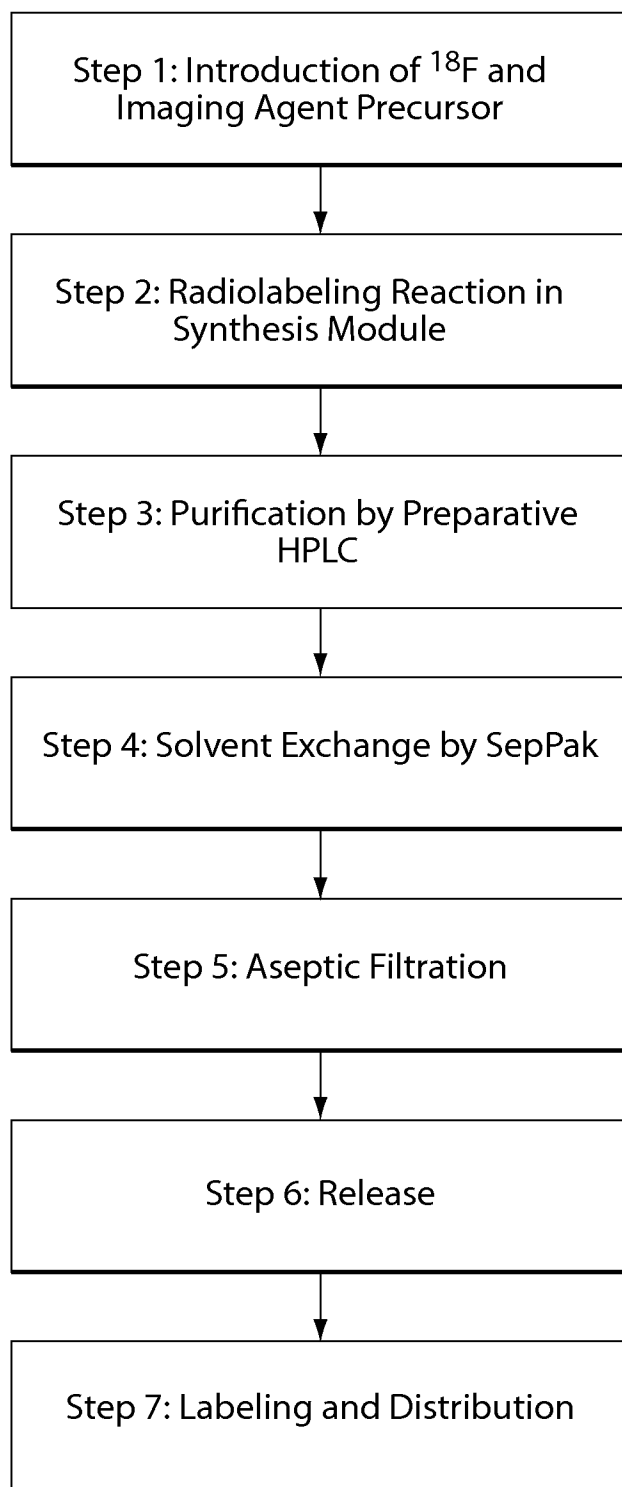 Step 1: Introduction of ¹⁸F and
Imaging Agent Precursor
Step 2: Radiolabeling Reaction in
Synthesis Module
Step 3: Purification by Preparative
HPLC
Step 4: Solvent Exchange by SepPak
Step 5: Aseptic Filtration
Step 6: Release
Step 7: Labeling and Distribution